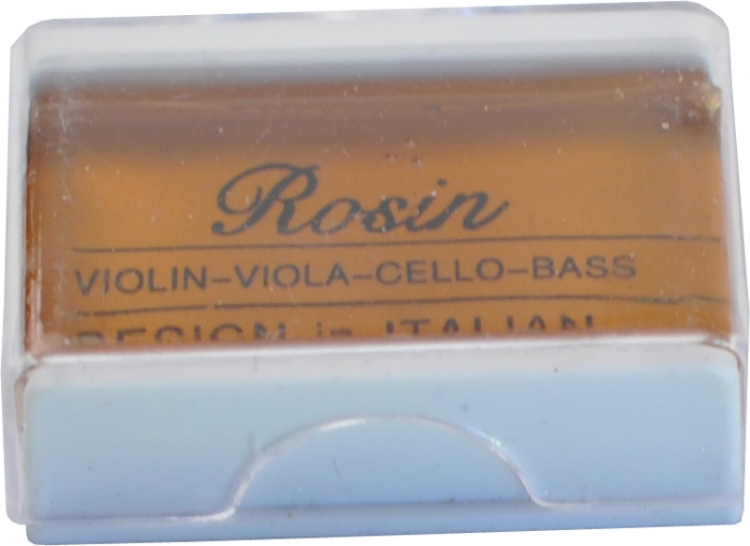 Rosin
VIOLIN–VIOLA–CELLO–BASS
DESIGN in ITALIAN